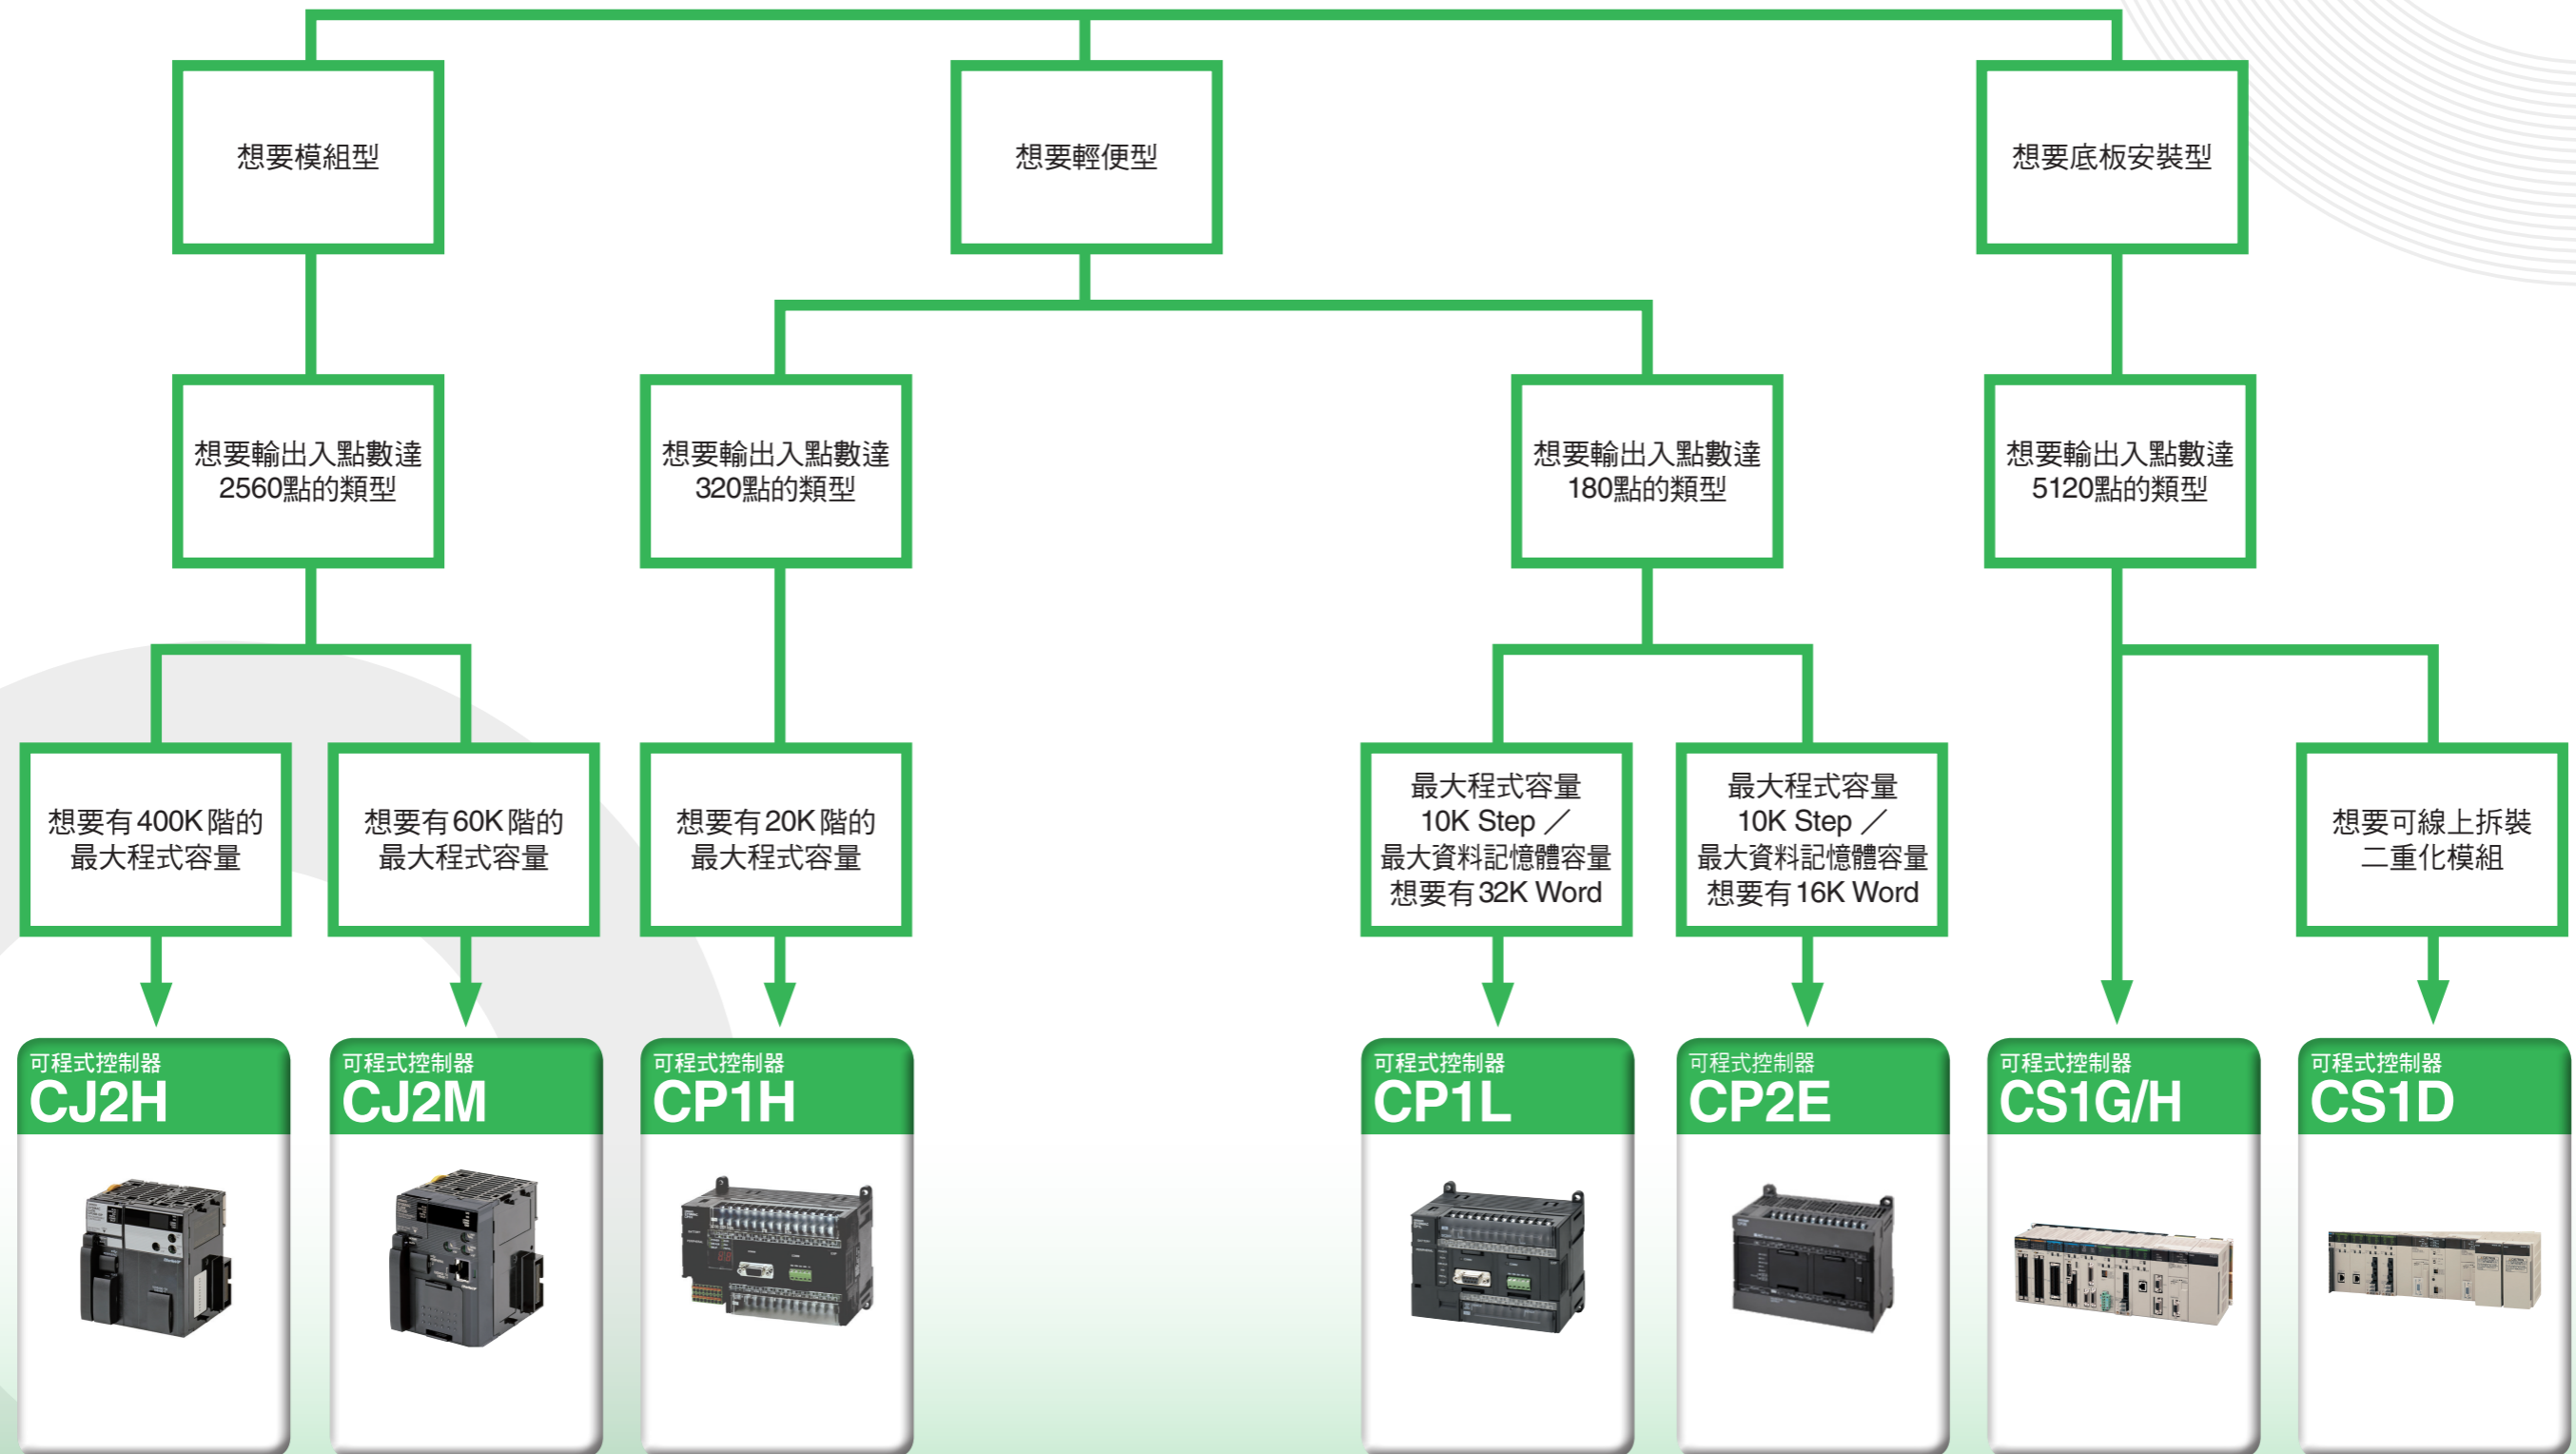 想要模組型
想要輕便型
想要底板安裝型
想要輸出入點數達
2560點的類型
想要輸出入點數達
320點的類型
想要輸出入點數達
180點的類型
想要輸出入點數達
5120點的類型
想要有400K階的
最大程式容量
想要有60K階的
最大程式容量
想要有20K階的
最大程式容量
最大程式容量
10K Step ／
最大資料記憶體容量
想要有32K Word
最大程式容量
10K Step ／
最大資料記憶體容量
想要有16K Word
想要可線上拆裝
二重化模組
可程式控制器
CJ2H
可程式控制器
CJ2M
可程式控制器
CP1H
可程式控制器
CP1L
可程式控制器
CP2E
可程式控制器
CS1G/H
可程式控制器
CS1D